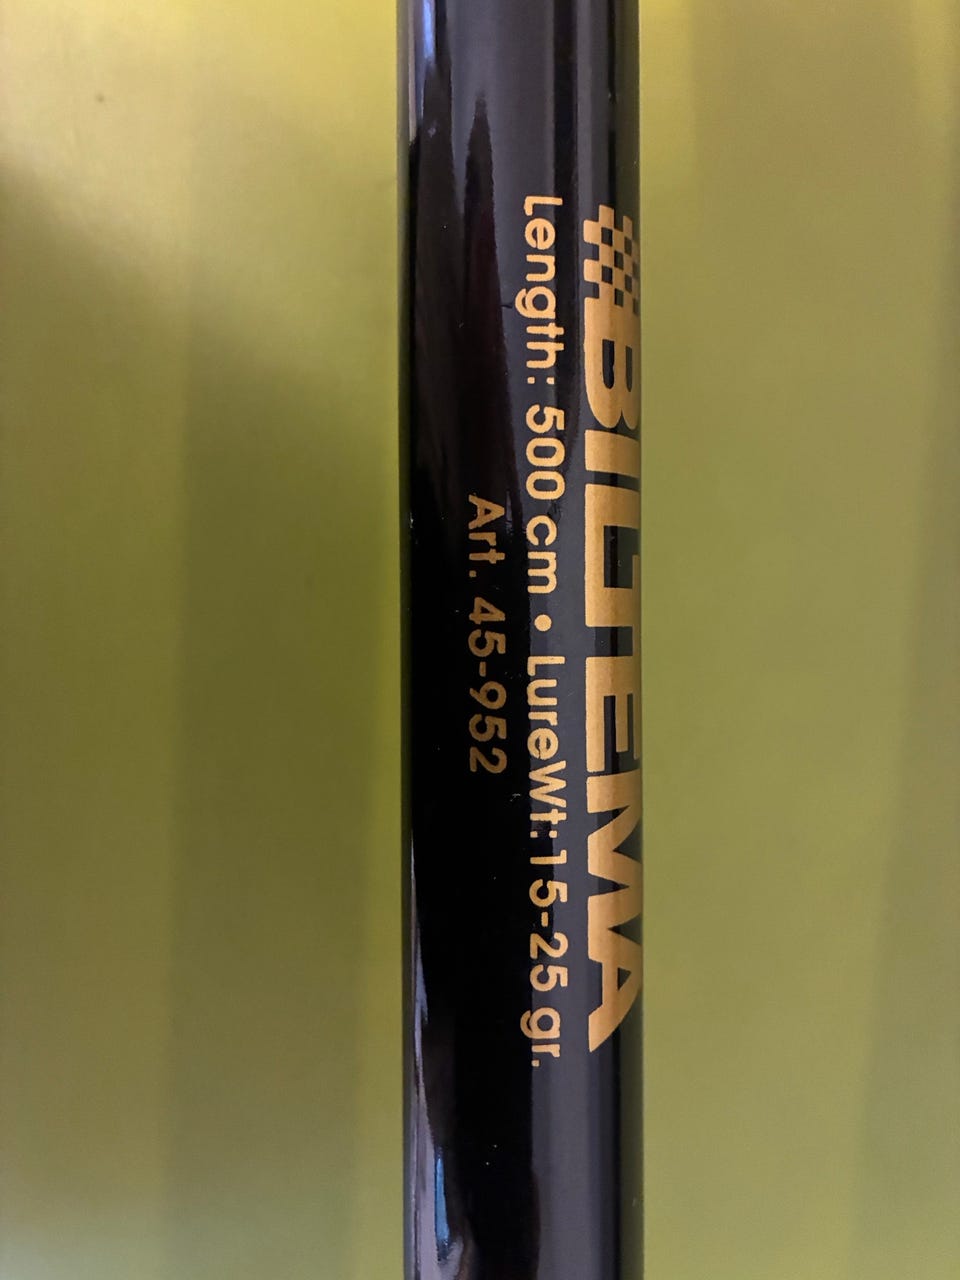 BILTEMA
Length: 500 cm • LureWt: 15-25 gr.
Art. 45-952